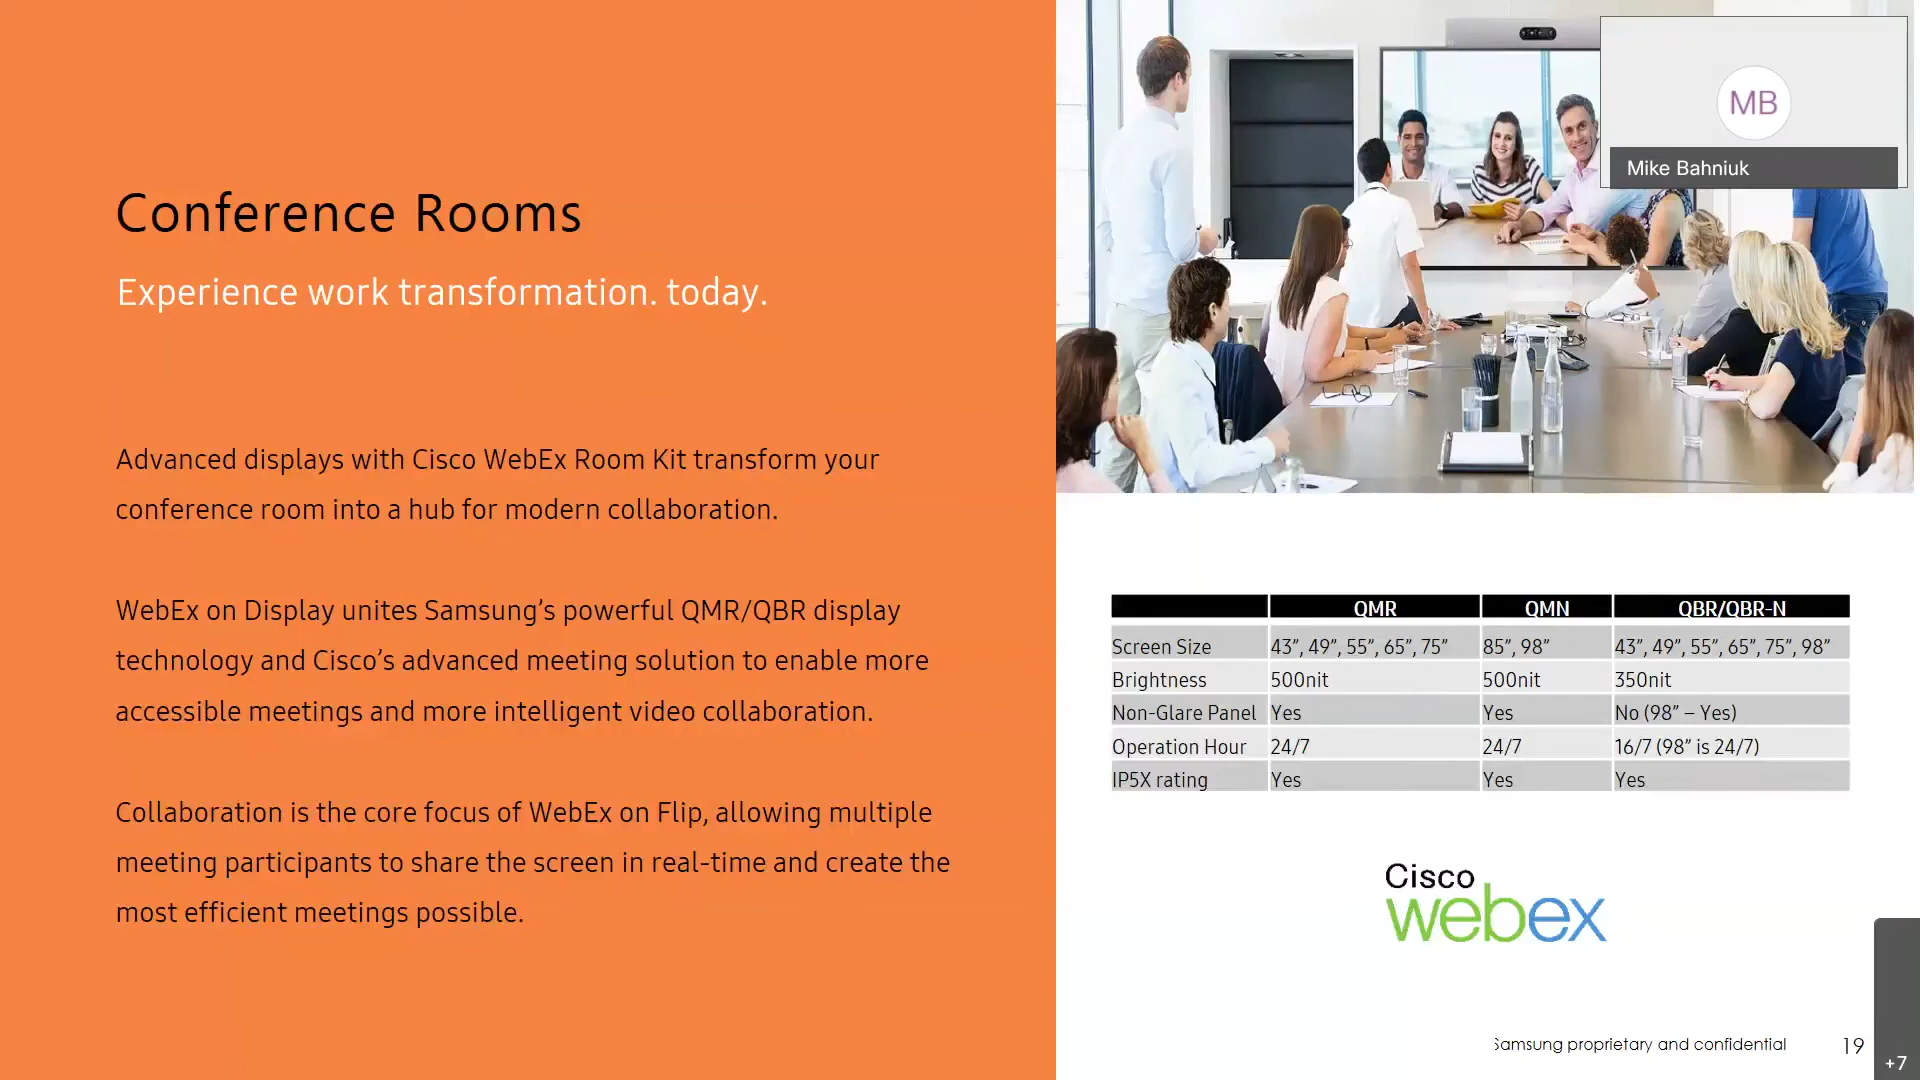 Conference Rooms
Experience work transformation. today.
Advanced displays with Cisco WebEx Room Kit transform your
conference room into a hub for modern collaboration.
WebEx on Display unites Samsung’s powerful QMR/QBR display
technology and Cisco’s advanced meeting solution to enable more
accessible meetings and more intelligent video collaboration.
Collaboration is the core focus of WebEx on Flip, allowing multiple
meeting participants to share the screen in real-time and create the
most efficient meetings possible.
MB
Mike Bahniuk
QMR QMN QBR/QBR-N
Screen Size 43”, 49”, 55”, 65”, 75” 85”, 98” 43”, 49”, 55”, 65”, 75”, 98”
Brightness 500nit 500nit 350nit
Non-Glare Panel Yes Yes No (98” – Yes)
Operation Hour 24/7 24/7 16/7 (98” is 24/7)
IP5X rating Yes Yes Yes
Cisco
webex
Samsung proprietary and confidential 19
+7